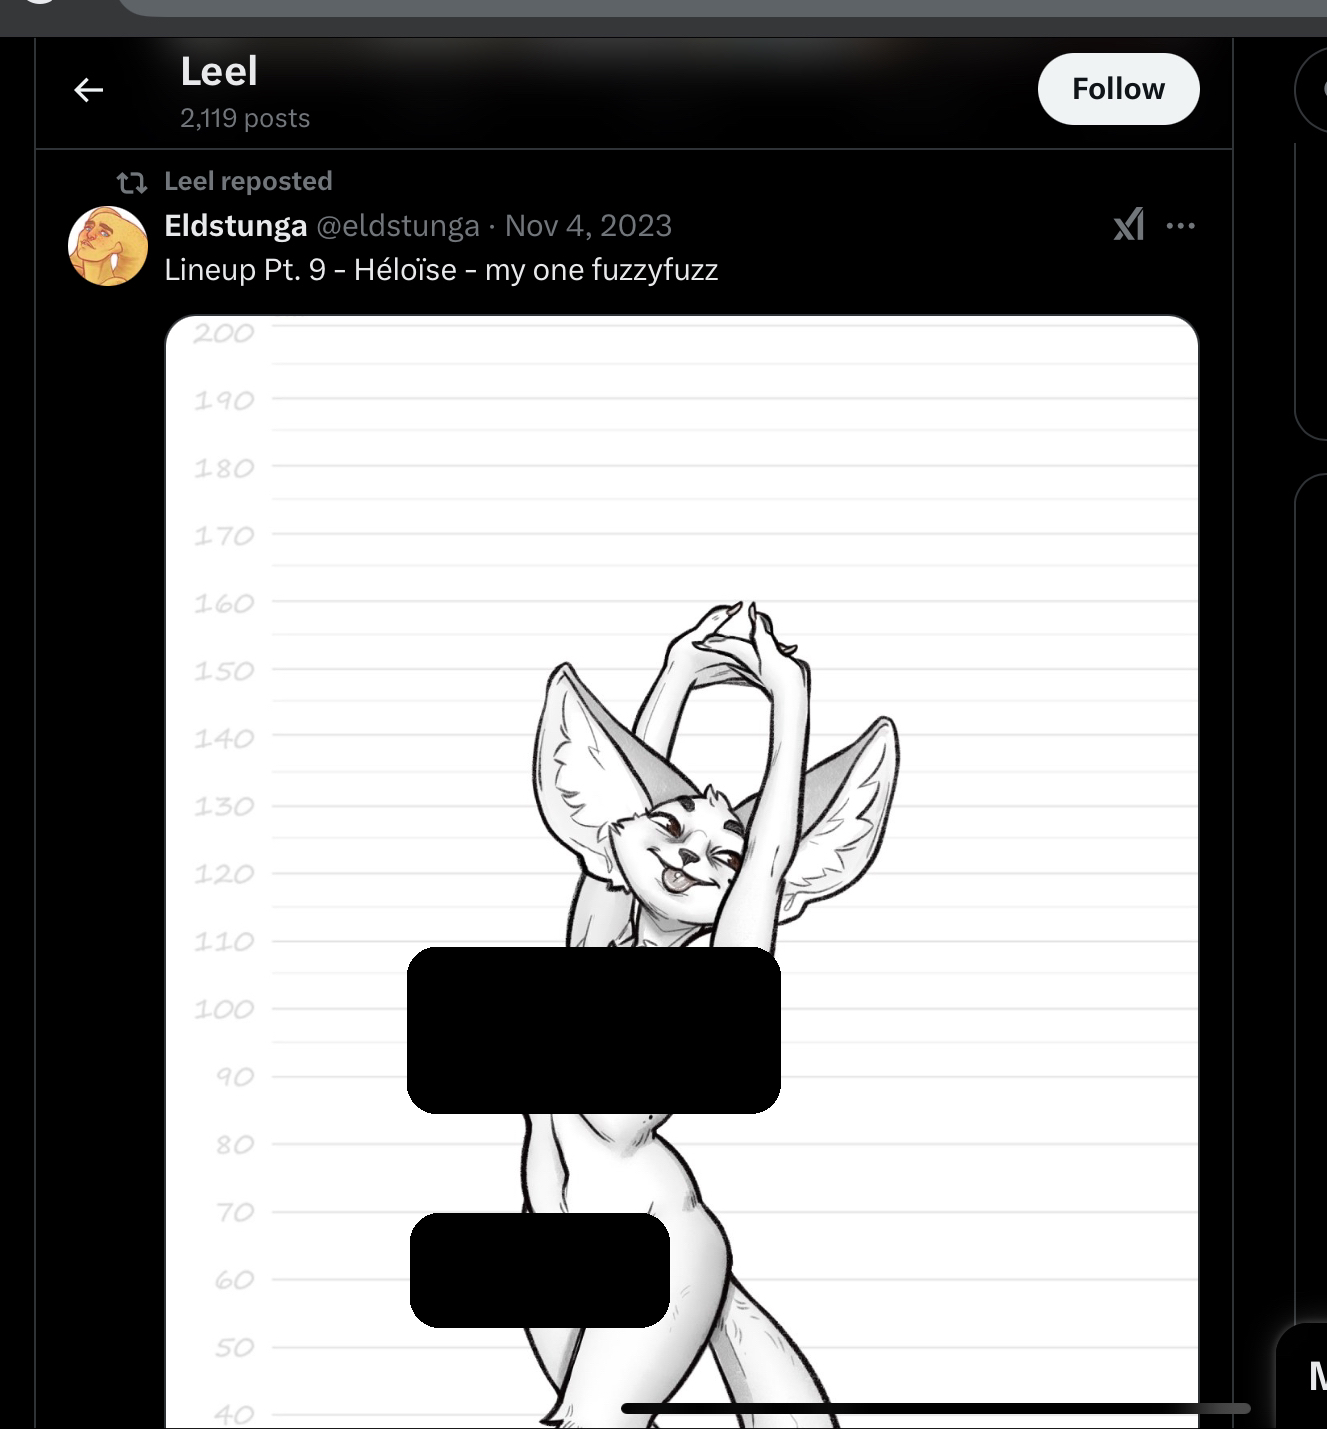 Leel
2,119 posts
Follow
Leel reposted
Eldstunga @eldstunga · Nov 4, 2023
Lineup Pt. 9 - Héloïse - my one fuzzyfuzz
200
190
180
170
160
150
140
130
120
110
100
90
80
70
60
50
40